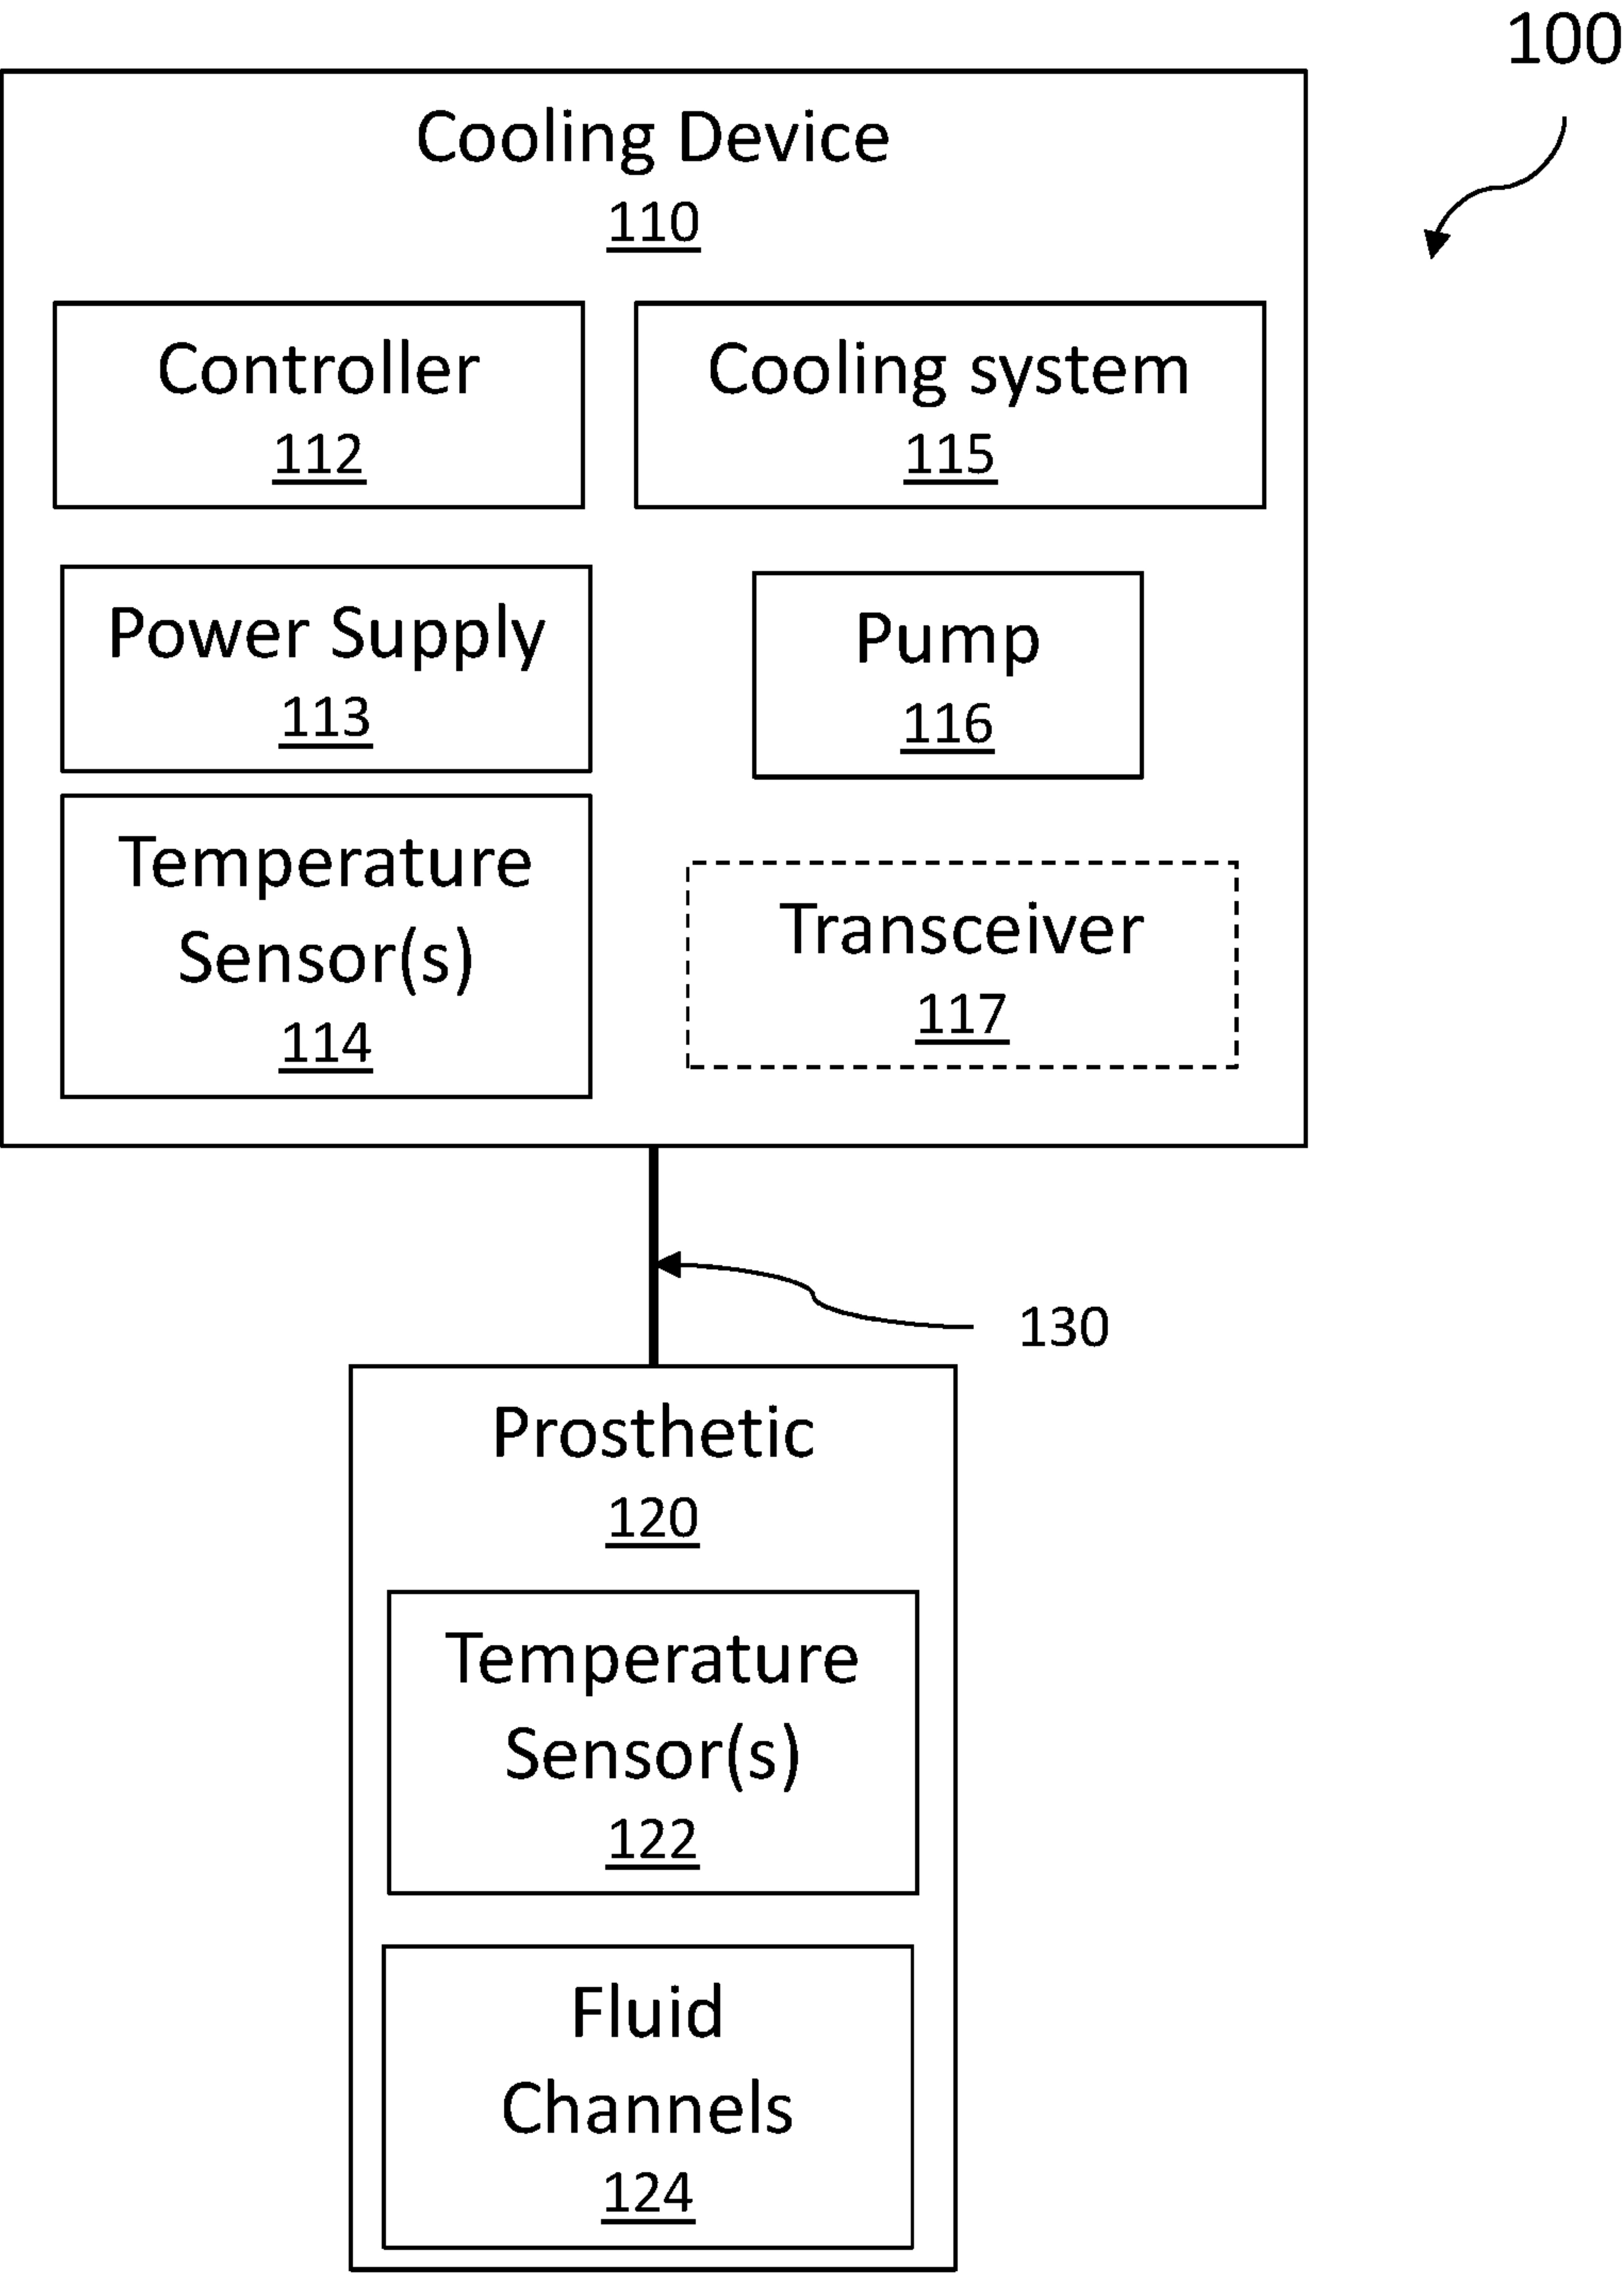 100
Cooling Device
110
Controller
112
Cooling system
115
Power Supply
113
Pump
116
Temperature
Sensor(s)
114
Transceiver
117
130
Prosthetic
120
Temperature
Sensor(s)
122
Fluid
Channels
124